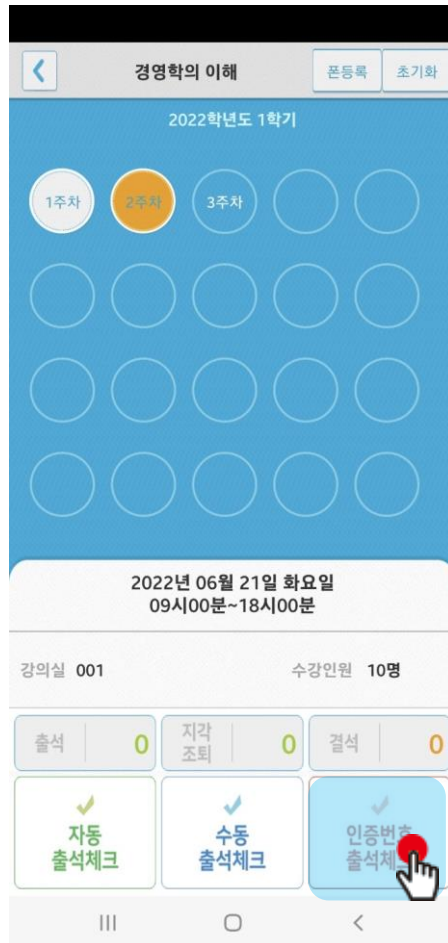 경영학의 이해
폰등록
초기화
2022학년도 1학기
1주차
2주차
3주차
2022년 06월 21일 화요일
09시00분~18시00분
강의실 001
수강인원 10명
출석 0
지각
조퇴 0
결석 0
자동
출석체크
수동
출석체크
인증번호
출석체